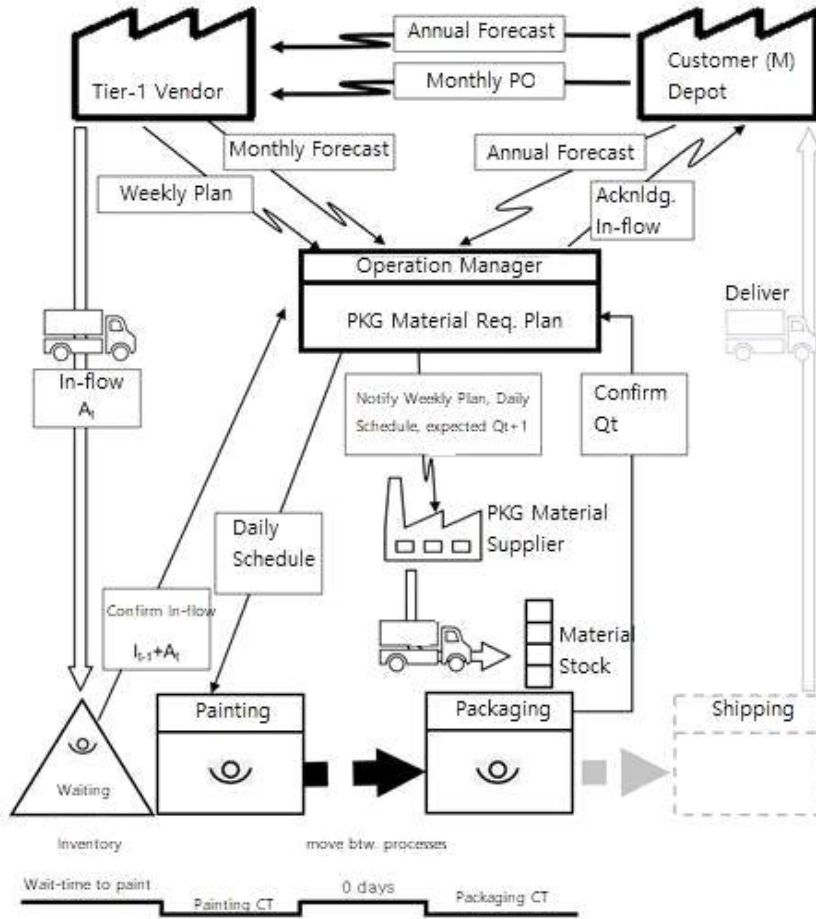 Annual Forecast
Customer (M)
Depot
Tier-1 Vendor
Monthly PO
Monthly Forecast
Annual Forecast
Weekly Plan
Acknldg.
In-flow
Operation Manager
Deliver
PKG Material Req. Plan
In-flow
Aₜ
Notify Weekly Plan, Daily
Schedule, expected Qt+1
Confirm
Qt
Daily
Schedule
PKG Material
Supplier
Confirm In-flow
Iₜ₋₁+Aₜ
Material
Stock
Painting
Packaging
Shipping
Waiting
Inventory
move btw. processes
Wait-time to paint
Painting CT
0 days
Packaging CT